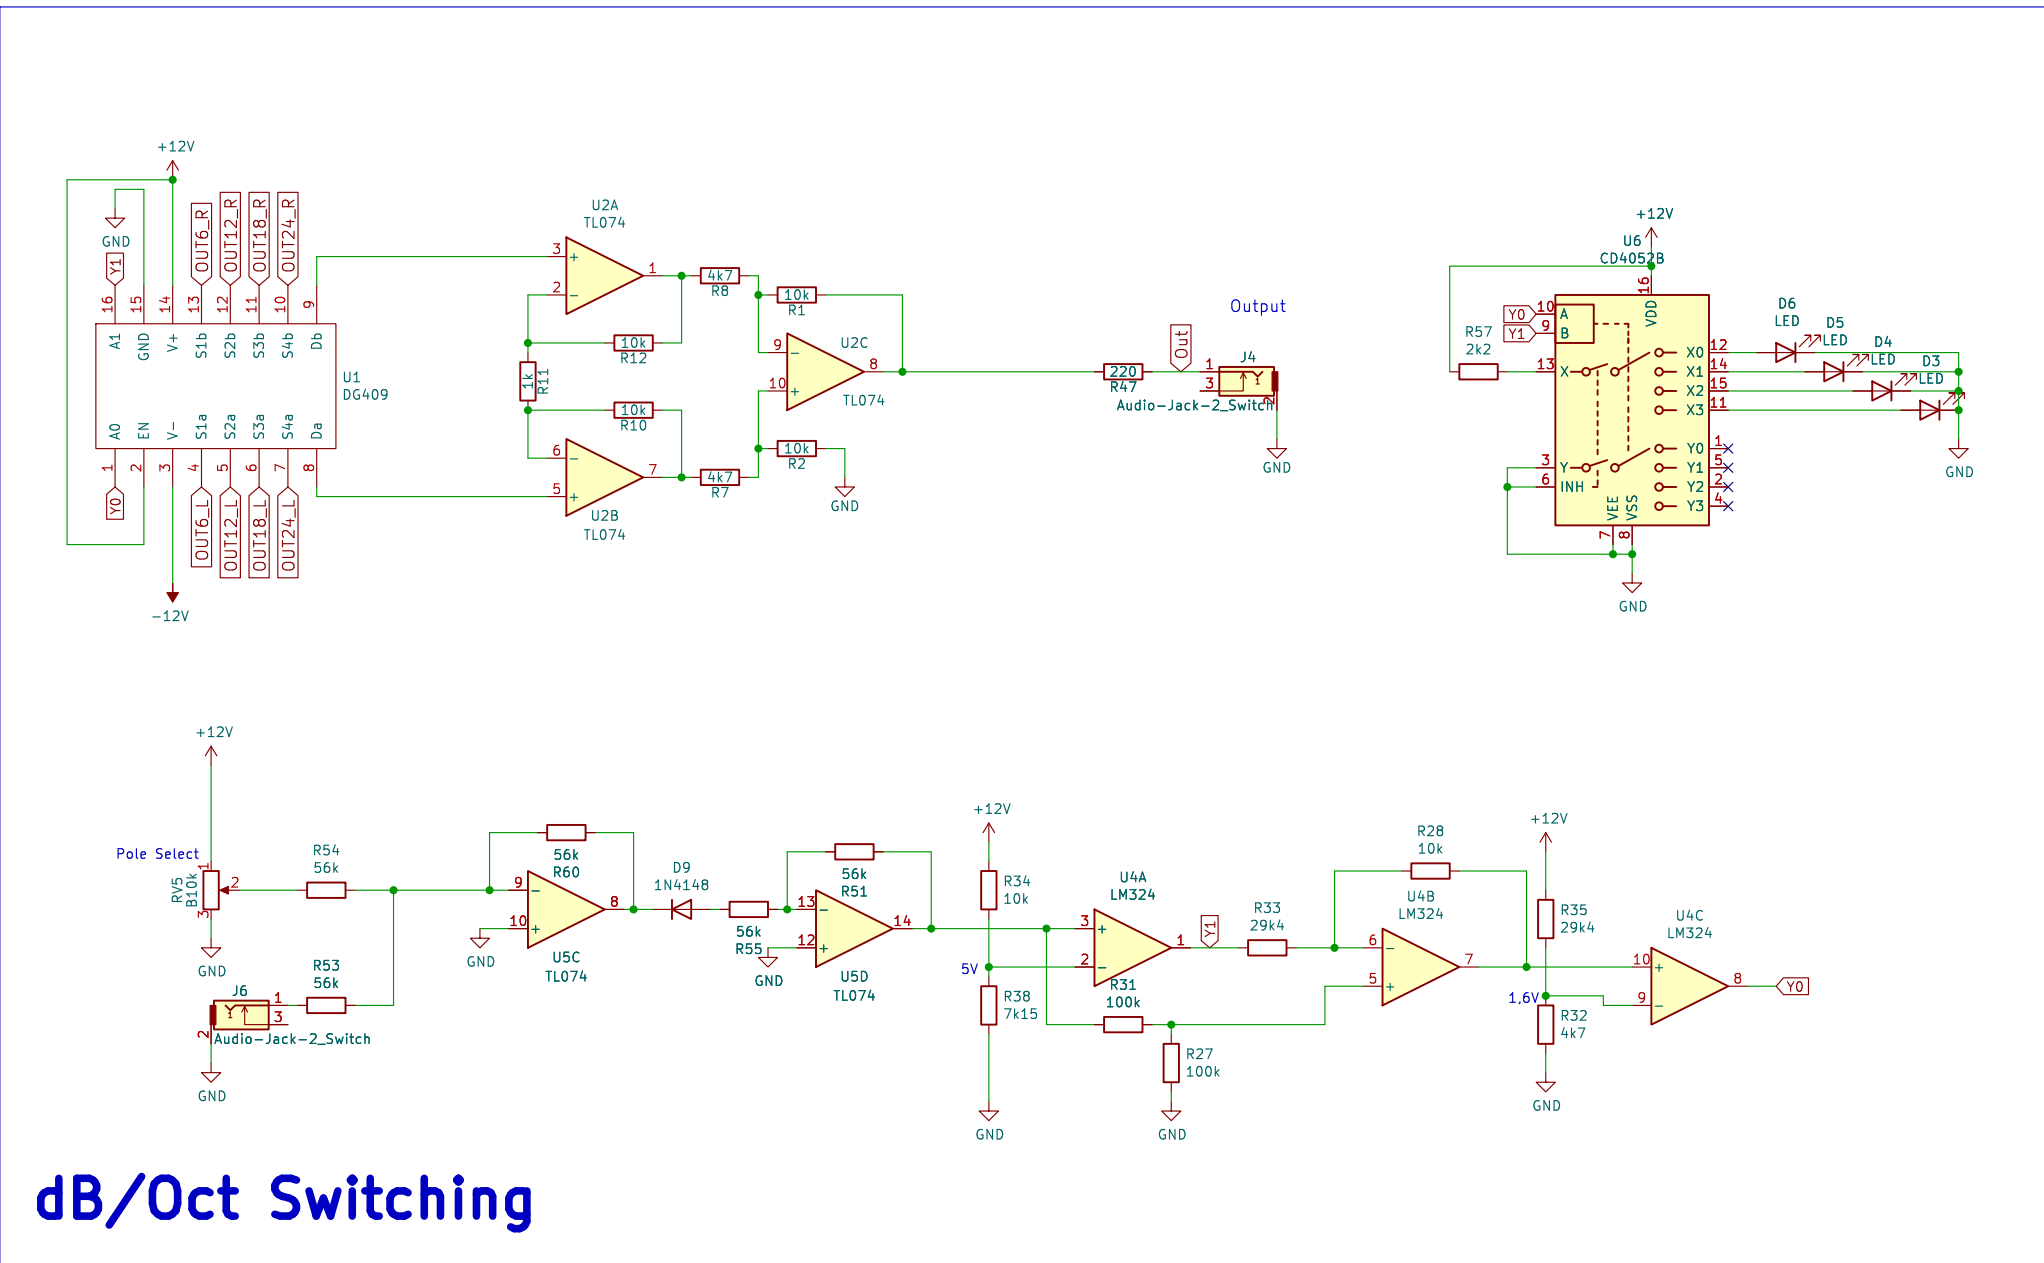 +12V
GND
Y1
OUT6_R
OUT12_R
OUT18_R
OUT24_R
16
15
14
13
12
11
10
9
A1
GND
V+
S1b
S2b
S3b
S4b
Db
U1
DG409
A0
EN
V-
S1a
S2a
S3a
S4a
Da
1
2
3
4
5
6
7
8
Y0
OUT6_L
OUT12_L
OUT18_L
OUT24_L
-12V
U2A
TL074
3
+
2
-
1
4k7
R8
10k
R1
10k
R12
1k
R11
10k
R10
U2C
9
-
10
+
8
TL074
6
-
5
+
7
U2B
TL074
4k7
R7
10k
R2
GND
Output
Out
220
R47
J4
1
3
2
1
Audio-Jack-2_Switch
GND
+12V
U6
CD4052B
16
VDD
Y0
10
A
Y1
9
B
R57
2k2
13
X
3
Y
6
INH
VEE
VSS
7
8
GND
X0
12
X1
14
X2
15
X3
11
Y0
1
Y1
5
Y2
2
Y3
4
D6
LED
D5
LED
D4
LED
D3
LED
GND
+12V
Pole Select
RV5
B10k
1
2
3
GND
R54
56k
R53
56k
J6
1
3
2
1
Audio-Jack-2_Switch
GND
56k
R60
9
-
10
+
8
GND
U5C
TL074
D9
1N4148
56k
R55
56k
R51
13
-
12
+
14
GND
U5D
TL074
+12V
R34
10k
5V
R38
7k15
GND
U4A
LM324
3
+
2
-
1
R31
100k
R27
100k
GND
Y1
R33
29k4
R28
10k
U4B
LM324
6
-
5
+
7
+12V
R35
29k4
1,6V
R32
4k7
GND
U4C
LM324
10
+
9
-
8
Y0
dB/Oct Switching